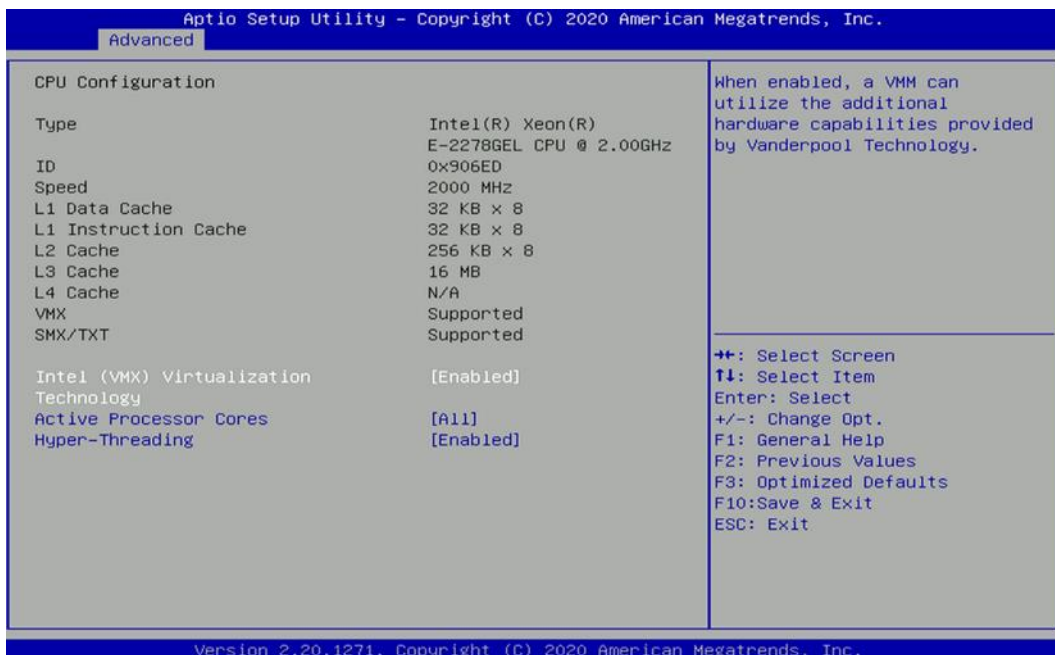 Aptio Setup Utility – Copyright (C) 2020 American Megatrends, Inc.
Advanced
CPU Configuration
Type Intel(R) Xeon(R)
E-2278GEL CPU @ 2.00GHz
ID 0x906ED
Speed 2000 MHz
L1 Data Cache 32 KB x 8
L1 Instruction Cache 32 KB x 8
L2 Cache 256 KB x 8
L3 Cache 16 MB
L4 Cache N/A
VMX Supported
SMX/TXT Supported
Intel (VMX) Virtualization [Enabled]
Technology
Active Processor Cores [All]
Hyper-Threading [Enabled]
When enabled, a VMM can
utilize the additional
hardware capabilities provided
by Vanderpool Technology.
→←: Select Screen
↑↓: Select Item
Enter: Select
+/-: Change Opt.
F1: General Help
F2: Previous Values
F3: Optimized Defaults
F10:Save & Exit
ESC: Exit
Version 2.20.1271. Copyright (C) 2020 American Megatrends, Inc.